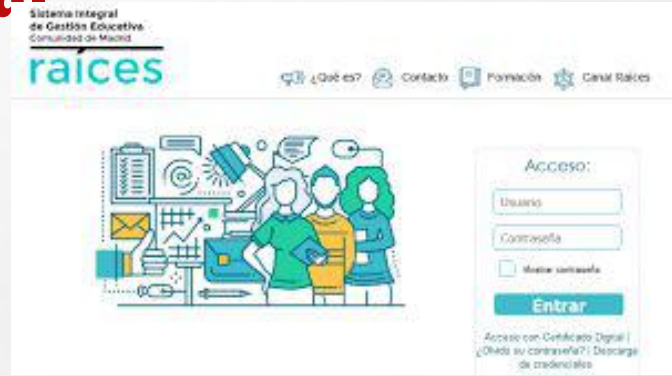 Sistema Integral
de Gestión Educativa
Comunidad de Madrid
raíces
¿Qué es?
Contacto
Formación
Canal Raíces
Acceso:
Usuario
Contraseña
Mostrar contraseña
Entrar
Acceso con Certificado Digital |
¿Olvidó su contraseña? | Descarga
de credenciales